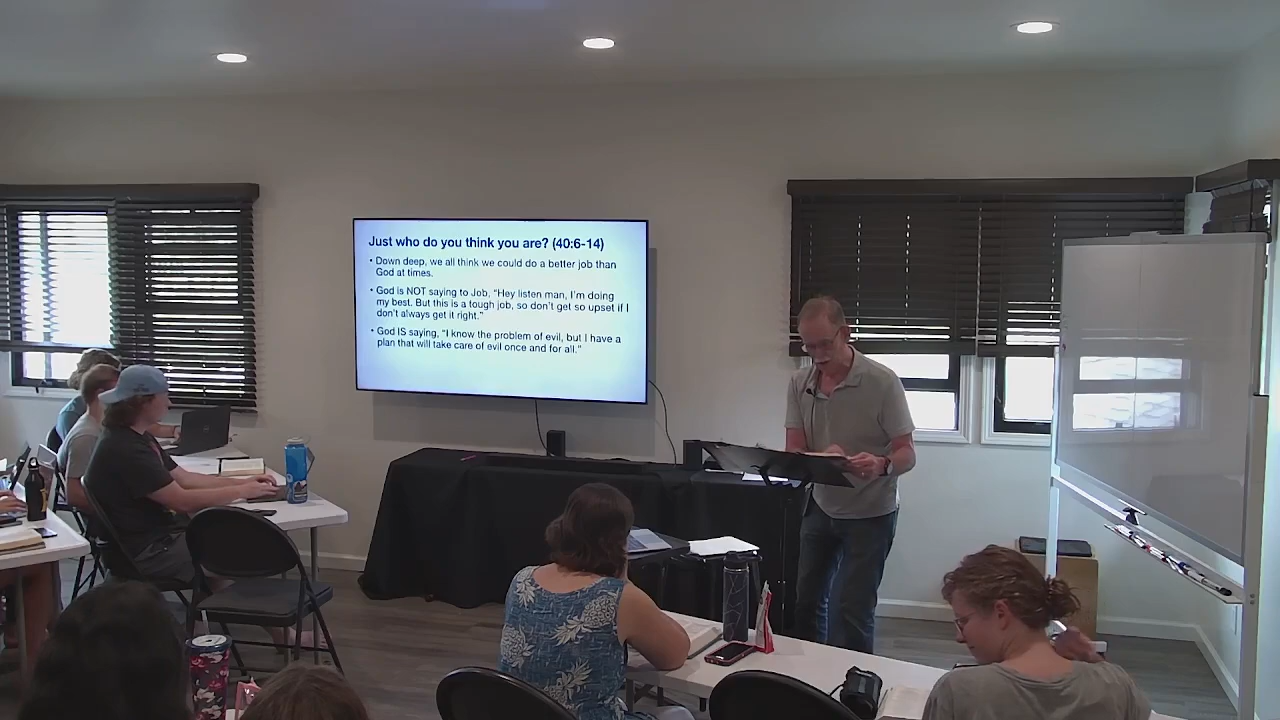 Just who do you think you are? (40:6-14)
• Down deep, we all think we could do a better job than
God at times.
• God is NOT saying to Job, “Hey listen man, I’m doing
my best. But this is a tough job, so don’t get so upset if I
don’t always get it right.”
• God IS saying, “I know the problem of evil, but I have a
plan that will take care of evil once and for all.”